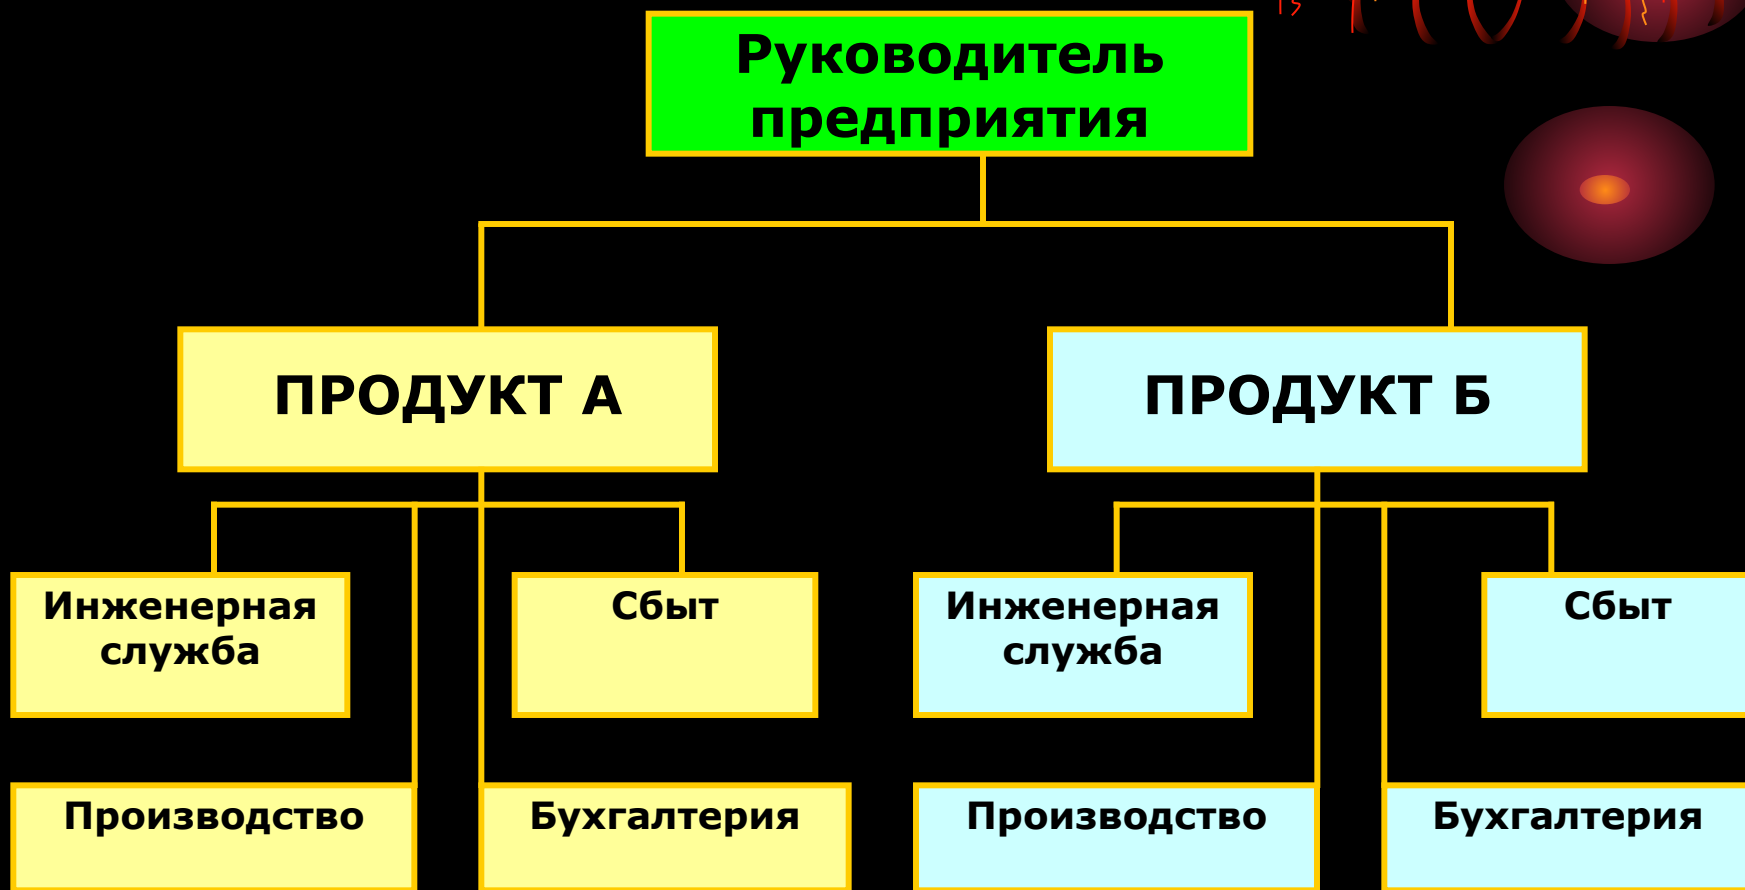 Руководитель
предприятия
ПРОДУКТ А
ПРОДУКТ Б
Инженерная
служба
Сбыт
Инженерная
служба
Сбыт
Производство
Бухгалтерия
Производство
Бухгалтерия